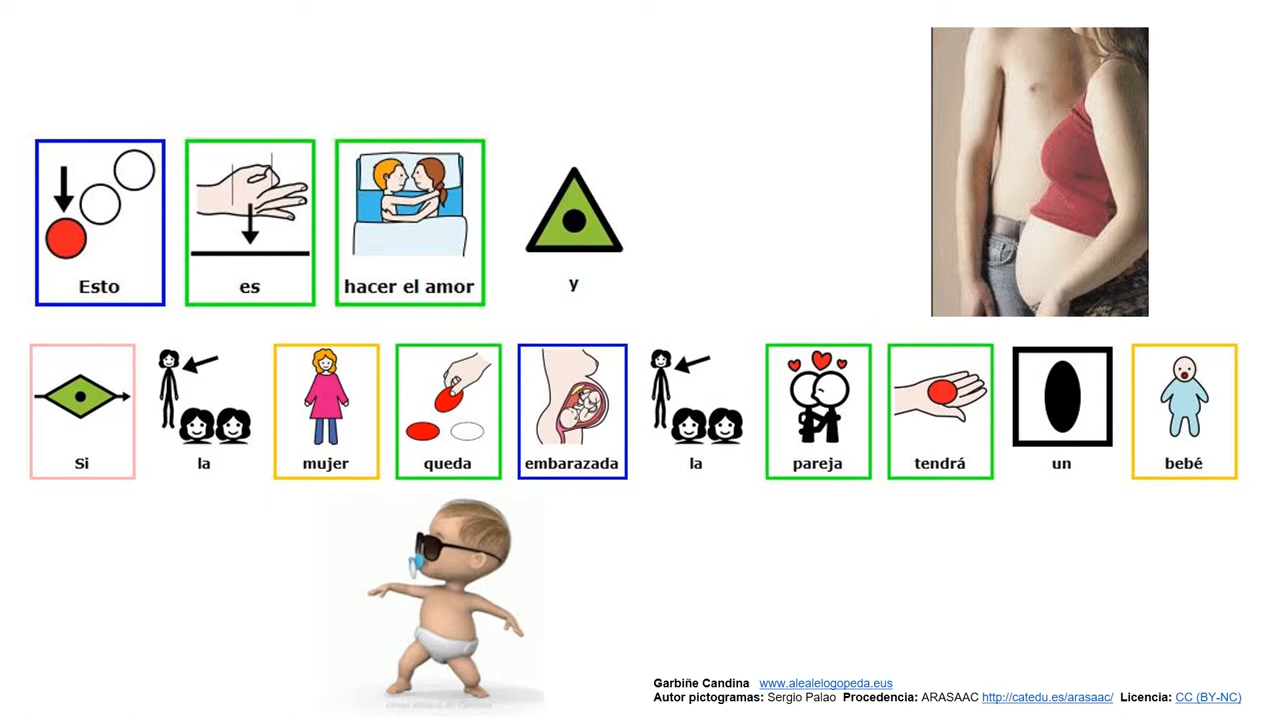 Esto es hacer el amor y
Si la mujer queda embarazada la pareja tendrá un bebé
Garbiñe Candina www.alealelogopeda.eus
Autor pictogramas: Sergio Palao Procedencia: ARASAAC http://catedu.es/arasaac/ Licencia: CC (BY-NC)